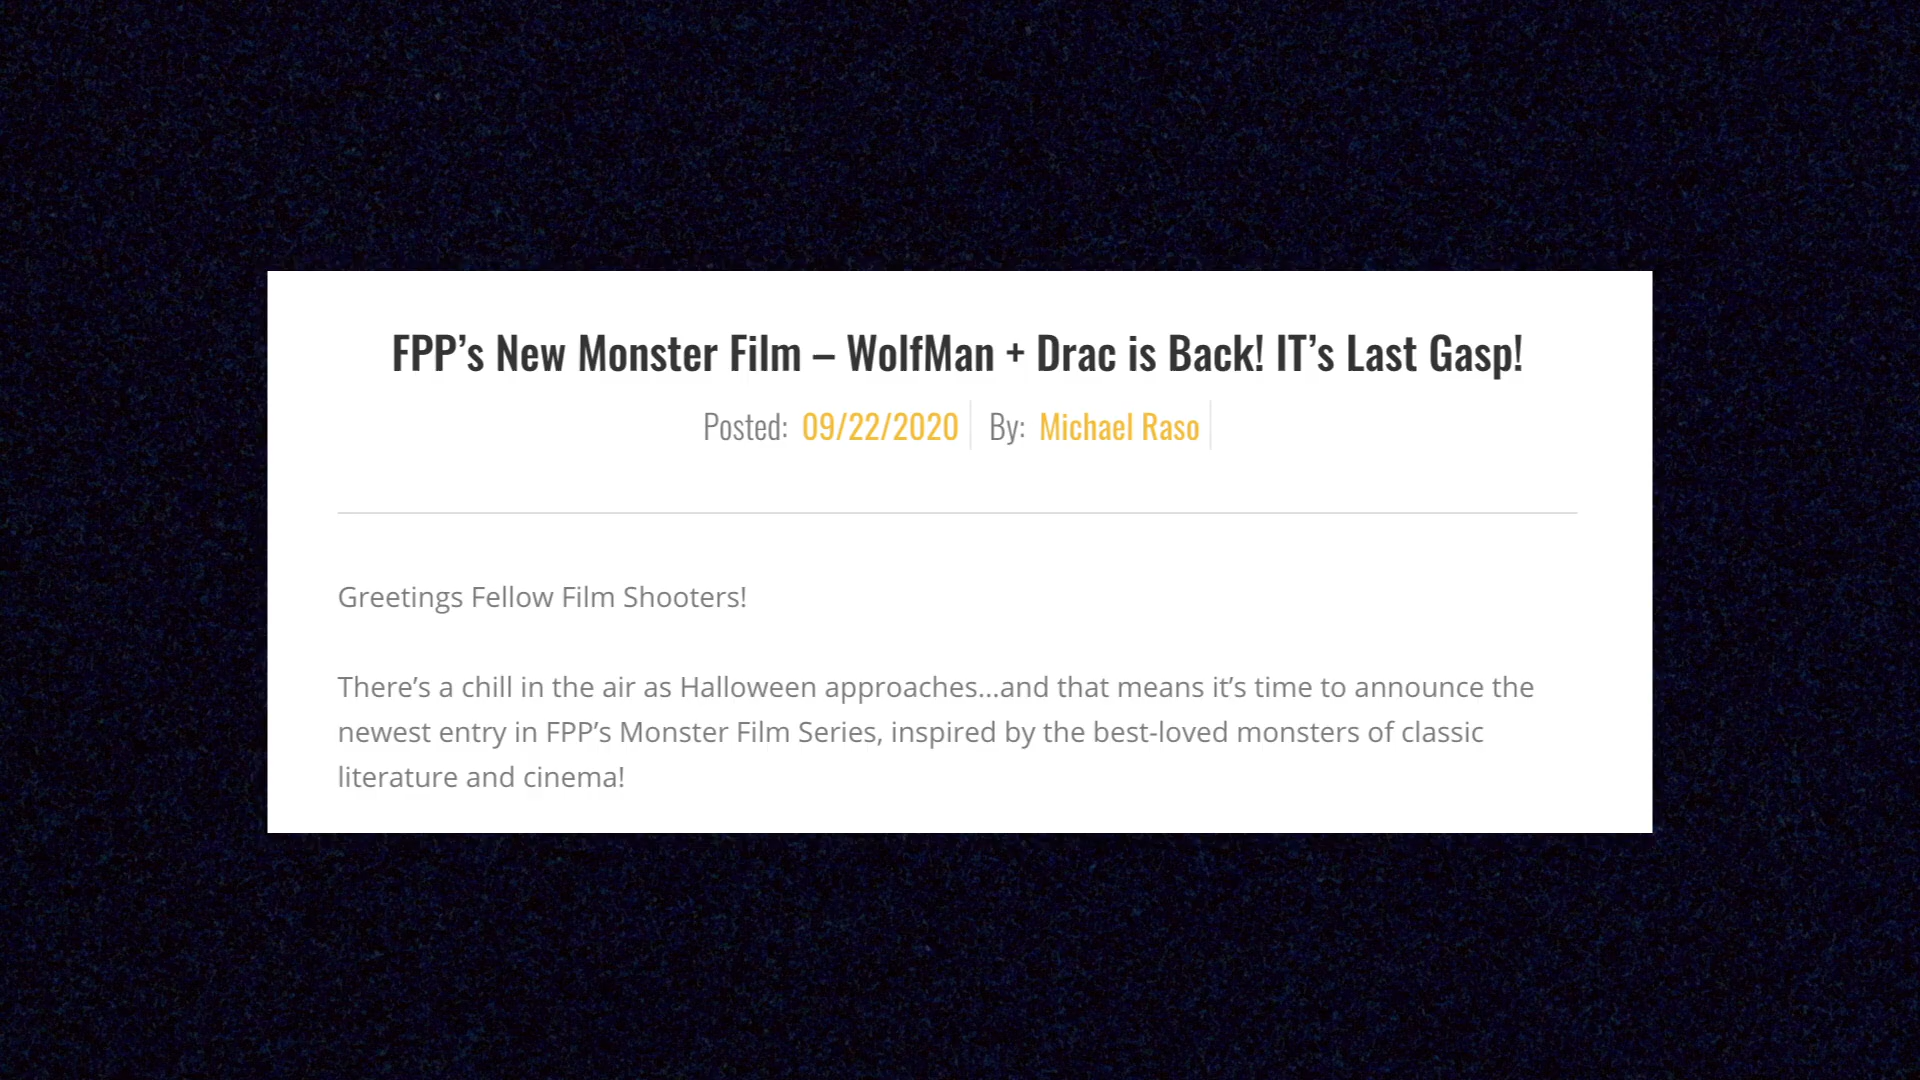 FPP’s New Monster Film – WolfMan + Drac is Back! IT’s Last Gasp!
Posted: 09/22/2020 By: Michael Raso
Greetings Fellow Film Shooters!
There’s a chill in the air as Halloween approaches…and that means it’s time to announce the
newest entry in FPP’s Monster Film Series, inspired by the best-loved monsters of classic
literature and cinema!